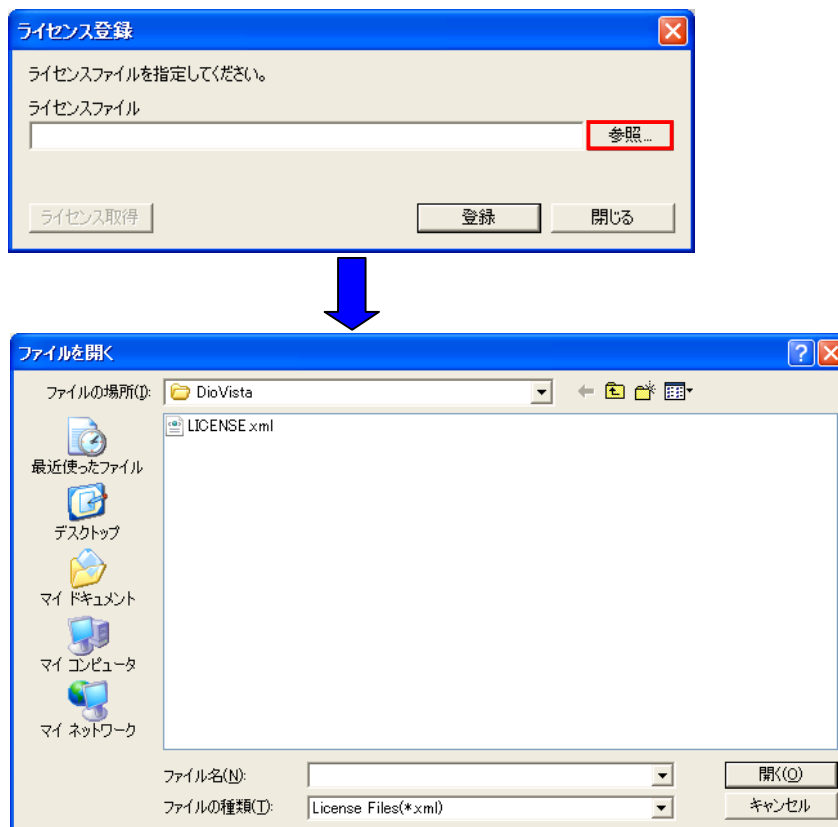 ライセンス登録
ライセンスファイルを指定してください。
ライセンスファイル
参照...
ライセンス取得
登録
閉じる
ファイルを開く
ファイルの場所(I):
DioVista
LICENSE.xml
最近使ったファイル
デスクトップ
マイ ドキュメント
マイ コンピュータ
マイ ネットワーク
ファイル名(N):
開く(O)
ファイルの種類(T):
License Files(*.xml)
キャンセル